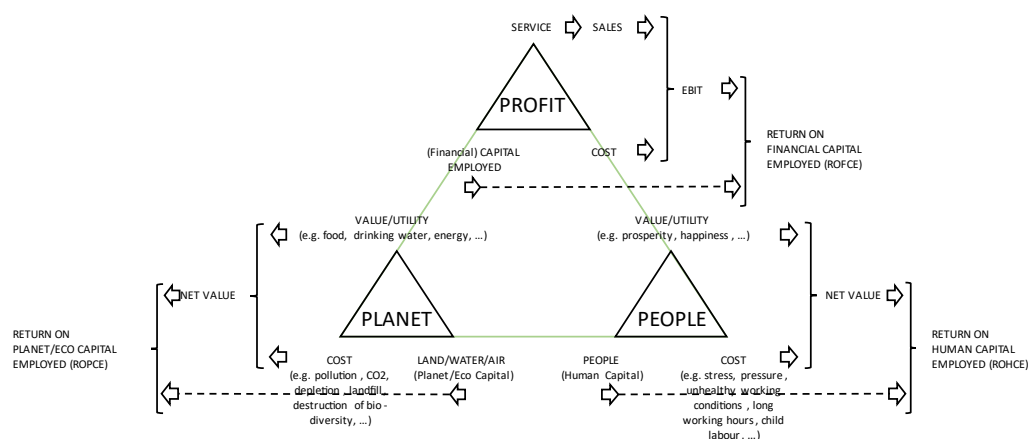 SERVICE
SALES
EBIT
PROFIT
RETURN ON
FINANCIAL CAPITAL
EMPLOYED (ROFCE)
(Financial) CAPITAL
EMPLOYED
COST
VALUE/UTILITY
(e.g. food, drinking water, energy, ...)
VALUE/UTILITY
(e.g. prosperity, happiness, ...)
NET VALUE
NET VALUE
PLANET
PEOPLE
RETURN ON
PLANET/ECO CAPITAL
EMPLOYED (ROPCE)
RETURN ON
HUMAN CAPITAL
EMPLOYED (ROHCE)
COST
(e.g. pollution, CO2,
depletion, landfill,
destruction of bio-
diversity, ...)
LAND/WATER/AIR
(Planet/Eco Capital)
PEOPLE
(Human Capital)
COST
(e.g. stress, pressure,
unhealthy working
conditions, long
working hours, child
labour, ...)